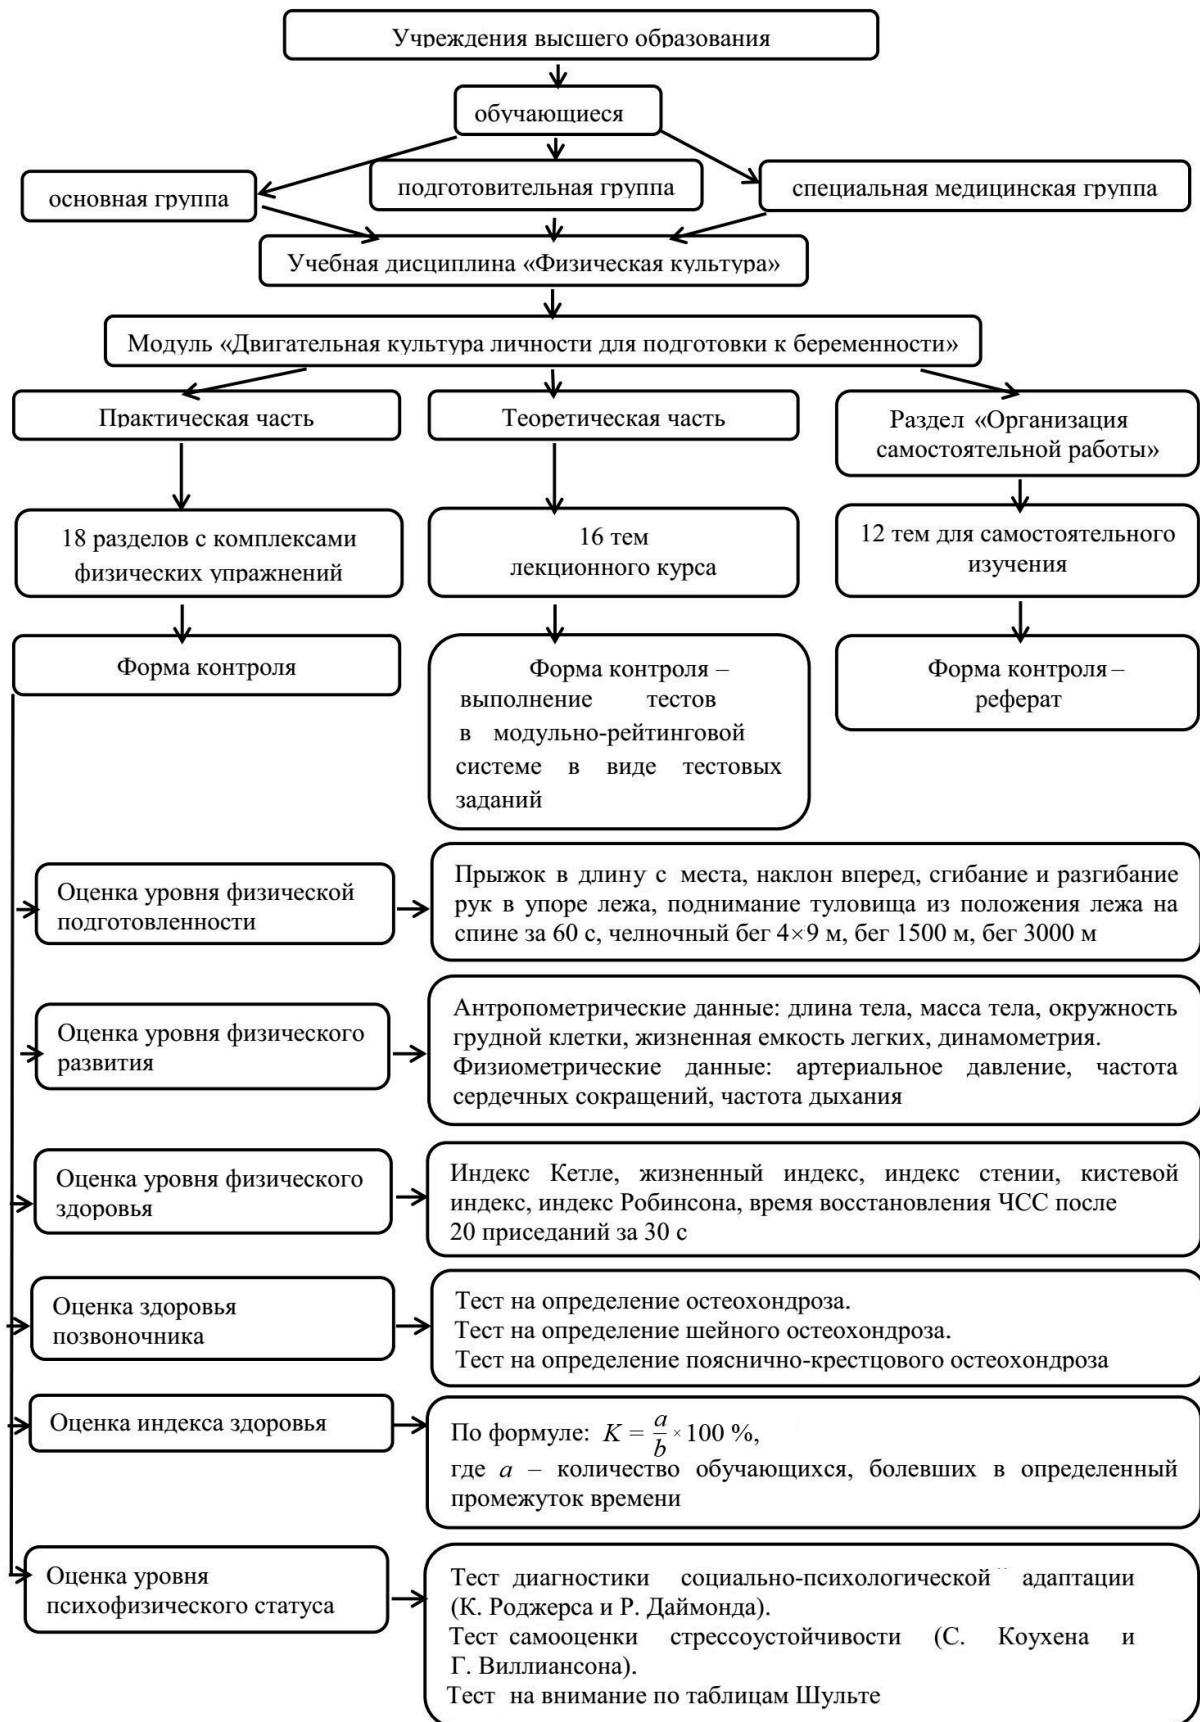 Учреждения высшего образования
обучающиеся
основная группа
подготовительная группа
специальная медицинская группа
Учебная дисциплина «Физическая культура»
Модуль «Двигательная культура личности для подготовки к беременности»
Практическая часть
Теоретическая часть
Раздел «Организация
самостоятельной работы»
18 разделов с комплексами
физических упражнений
16 тем
лекционного курса
12 тем для самостоятельного
изучения
Форма контроля
Форма контроля –
выполнение тестов
в модульно-рейтинговой
системе в виде тестовых
заданий
Форма контроля –
реферат
Оценка уровня физической
подготовленности
Прыжок в длину с места, наклон вперед, сгибание и разгибание
рук в упоре лежа, поднимание туловища из положения лежа на
спине за 60 с, челночный бег 4×9 м, бег 1500 м, бег 3000 м
Оценка уровня физического
развития
Антропометрические данные: длина тела, масса тела, окружность
грудной клетки, жизненная емкость легких, динамометрия.
Физиометрические данные: артериальное давление, частота
сердечных сокращений, частота дыхания
Оценка уровня физического
здоровья
Индекс Кетле, жизненный индекс, индекс стении, кистевой
индекс, индекс Робинсона, время восстановления ЧСС после
20 приседаний за 30 с
Оценка здоровья
позвоночника
Тест на определение остеохондроза.
Тест на определение шейного остеохондроза.
Тест на определение пояснично-крестцового остеохондроза
Оценка индекса здоровья
По формуле: K = a/b × 100 %,
где a – количество обучающихся, болевших в определенный
промежуток времени
Оценка уровня
психофизического статуса
Тест диагностики социально-психологической адаптации
(К. Роджерса и Р. Даймонда).
Тест самооценки стрессоустойчивости (С. Коухена и
Г. Виллиансона).
Тест на внимание по таблицам Шульте